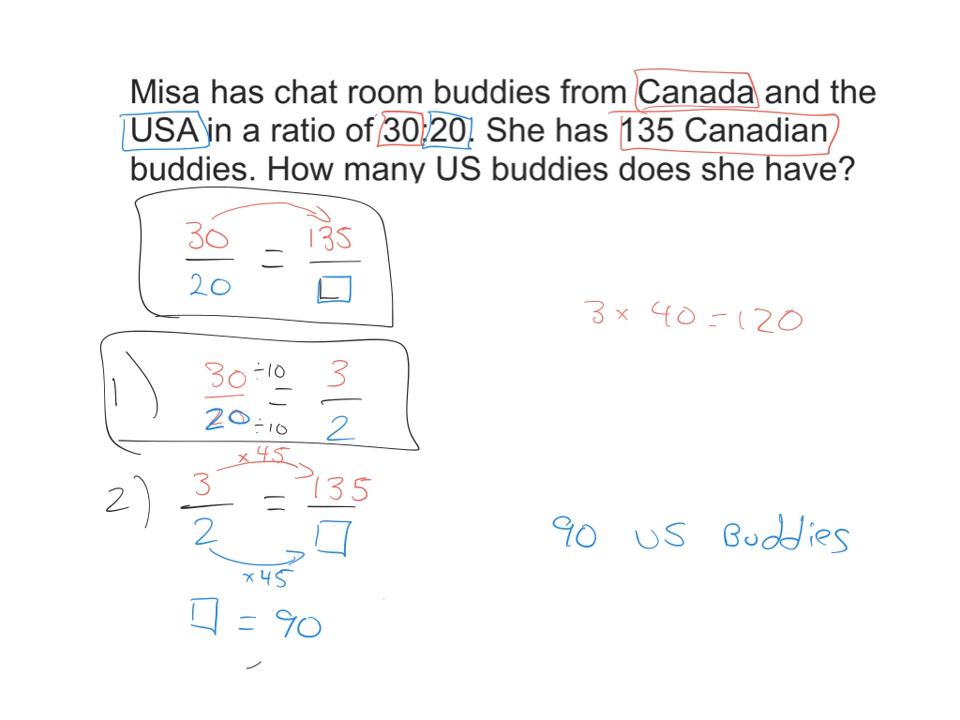 Misa has chat room buddies from Canada and the
USA in a ratio of 30:20. She has 135 Canadian
buddies. How many US buddies does she have?
30/20 = 135/□
3 × 40 = 120
1) 30÷10/20÷10 = 3/2
×45
2) 3/2 = 135/□
×45
90 US Buddies
□ = 90